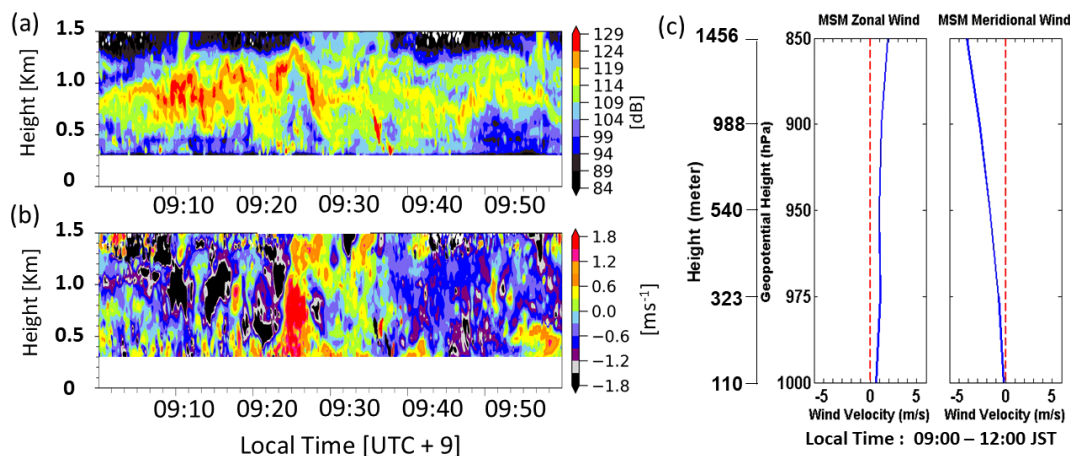 (a)
Height [Km]
1.5
1.0
0.5
0
09:10 09:20 09:30 09:40 09:50
129
124
119
114
109
104
99
94
89
84
[dB]
(b)
Height [Km]
1.5
1.0
0.5
0
09:10 09:20 09:30 09:40 09:50
Local Time [UTC + 9]
1.8
1.2
0.6
0.0
−0.6
−1.2
−1.8
[ms⁻¹]
(c)
MSM Zonal Wind MSM Meridional Wind
Height (meter)
1456
988
540
323
110
Geopotential Height (hPa)
850
900
950
975
1000
-5 0 5
Wind Velocity (m/s)
-5 0 5
Wind Velocity (m/s)
Local Time : 09:00 – 12:00 JST